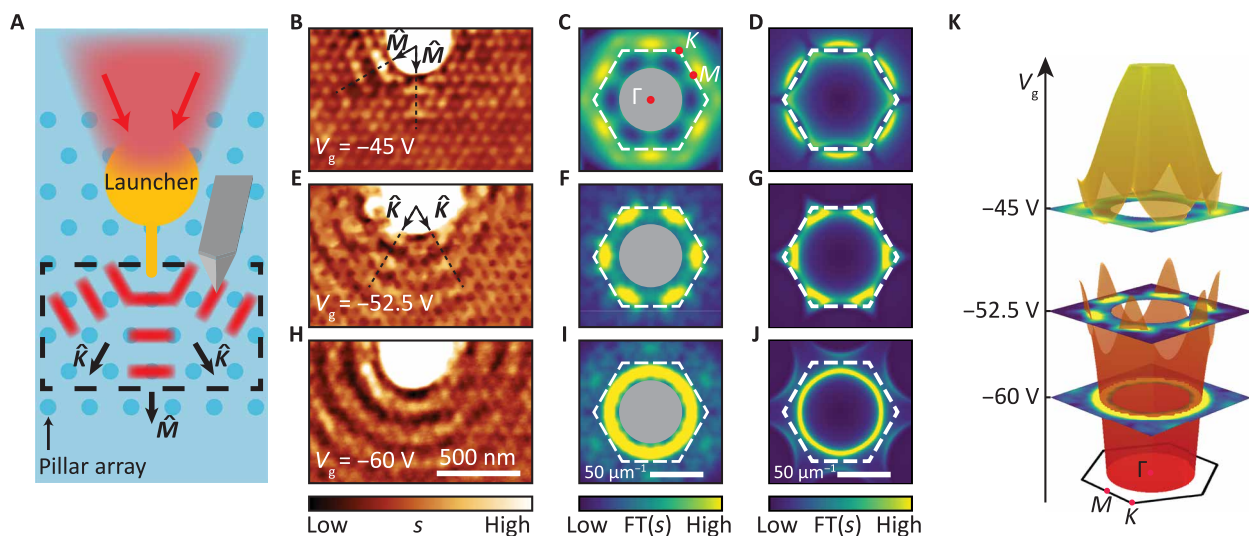 A
Launcher
K̂
K̂
M̂
Pillar array
B
M̂
M̂
Vg = −45 V
C
K
M
Γ
D
E
K̂
K̂
Vg = −52.5 V
F
G
H
Vg = −60 V
500 nm
I
50 μm⁻¹
J
50 μm⁻¹
Low s High
Low FT(s) High
Low FT(s) High
K
Vg
−45 V
−52.5 V
−60 V
Γ
M
K